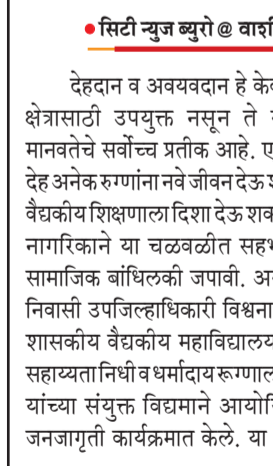 सिटी न्युज ब्युरो @ वाशि
देहदान व अवयवदान हे के
क्षेत्रासाठी उपयुक्त नसून ते
मानवतेचे सर्वोच्च प्रतीक आहे. ए
देह अनेक रुग्णांना नवे जीवन देऊ
वैद्यकीय शिक्षणाला दिशा देऊ शक
नागरिकाने या चळवळीत सहभ
सामाजिक बांधिलकी जपावी. अ
निवासी उपजिल्हाधिकारी विश्वना
शासकीय वैद्यकीय महाविद्यालय
सहाय्यता निधी व धर्मादाय रूग्णाल
यांच्या संयुक्त विद्यमाने आयोि
जनजागृती कार्यक्रमात केले. या